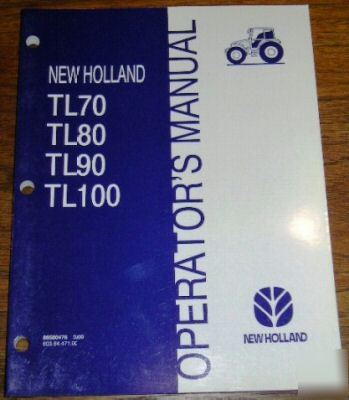 NEW HOLLAND
TL70
TL80
TL90
TL100
OPERATOR'S MANUAL
NEW HOLLAND